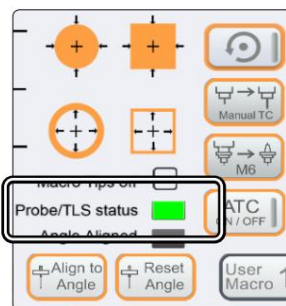 Manual TC
M6
Macro Tips off
Probe/TLS status
ATC
ON / OFF
Angle Aligned
Align to
Angle
Reset
Angle
User
Macro 1